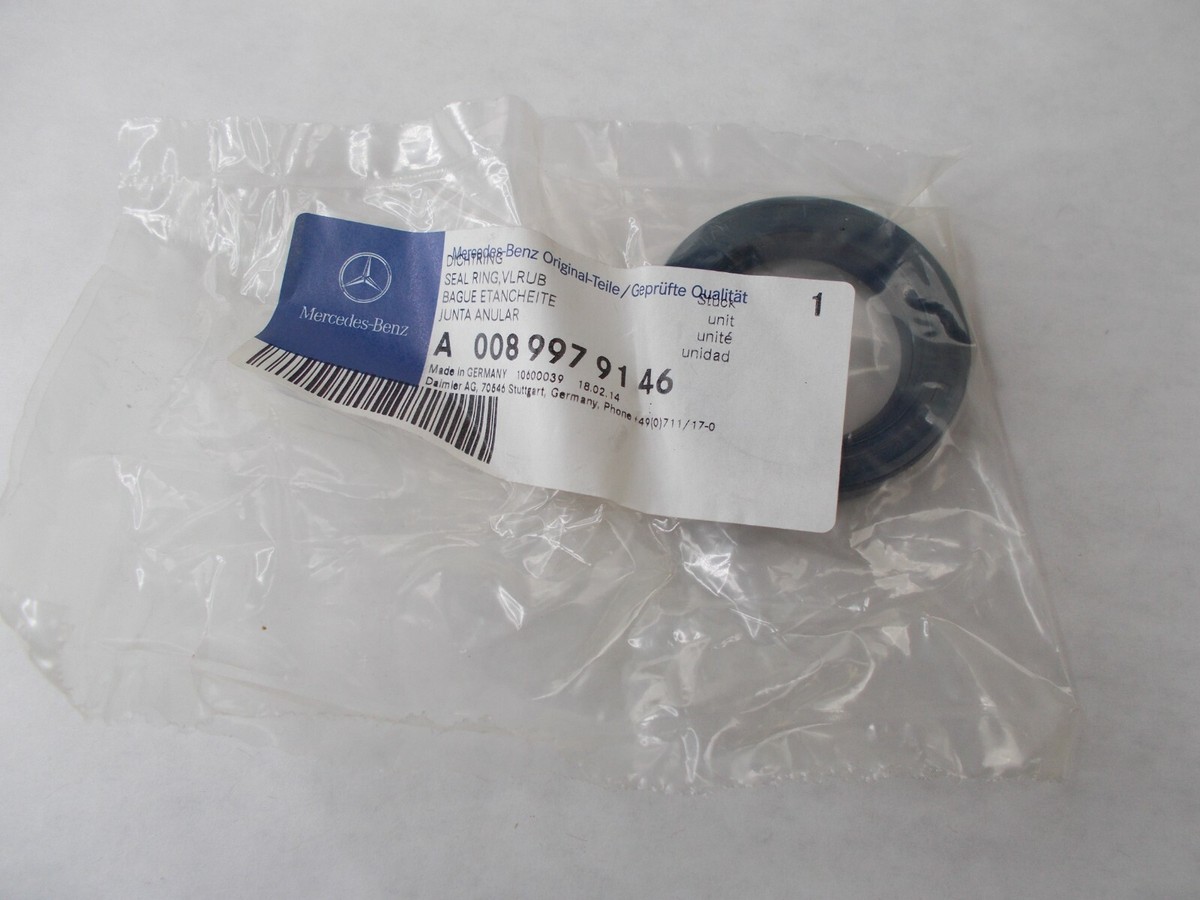 Mercedes-Benz
Mercedes-Benz Original-Teile/Geprüfte Qualität
DICHTRING
SEAL RING,VLRUB
BAGUE ETANCHEITE
JUNTA ANULAR
Stück
unit
unité
unidad
1
A 008 997 91 46
Made in GERMANY 10600039 18.02.14
Daimler AG, 70546 Stuttgart, Germany, Phone +49(0)711/17-0